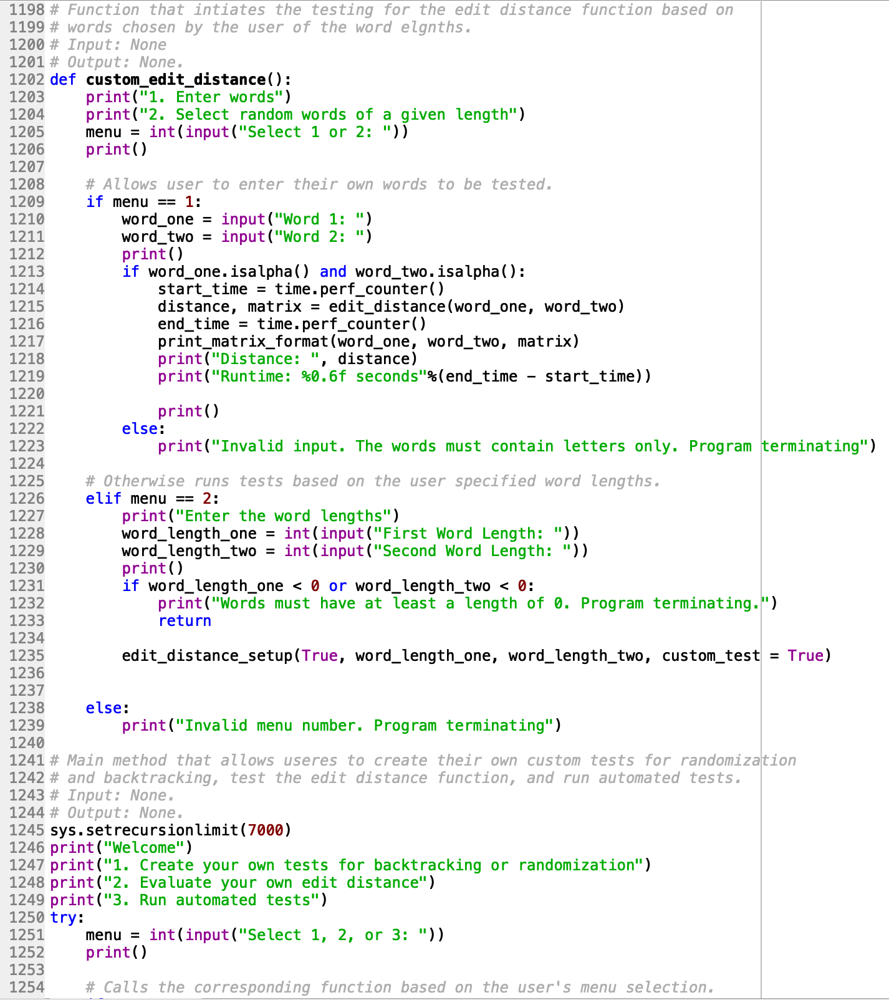 1198 # Function that intiates the testing for the edit distance function based on
1199 # words chosen by the user of the word elgnths.
1200 # Input: None
1201 # Output: None.
1202 def custom_edit_distance():
1203     print("1. Enter words")
1204     print("2. Select random words of a given length")
1205     menu = int(input("Select 1 or 2: "))
1206     print()
1207
1208     # Allows user to enter their own words to be tested.
1209     if menu == 1:
1210         word_one = input("Word 1: ")
1211         word_two = input("Word 2: ")
1212         print()
1213         if word_one.isalpha() and word_two.isalpha():
1214             start_time = time.perf_counter()
1215             distance, matrix = edit_distance(word_one, word_two)
1216             end_time = time.perf_counter()
1217             print_matrix_format(word_one, word_two, matrix)
1218             print("Distance: ", distance)
1219             print("Runtime: %0.6f seconds"%(end_time - start_time))
1220
1221             print()
1222         else:
1223             print("Invalid input. The words must contain letters only. Program terminating")
1224
1225     # Otherwise runs tests based on the user specified word lengths.
1226     elif menu == 2:
1227         print("Enter the word lengths")
1228         word_length_one = int(input("First Word Length: "))
1229         word_length_two = int(input("Second Word Length: "))
1230         print()
1231         if word_length_one < 0 or word_length_two < 0:
1232             print("Words must have at least a length of 0. Program terminating.")
1233             return
1234
1235         edit_distance_setup(True, word_length_one, word_length_two, custom_test = True)
1236
1237
1238     else:
1239         print("Invalid menu number. Program terminating")
1240
1241 # Main method that allows useres to create their own custom tests for randomization
1242 # and backtracking, test the edit distance function, and run automated tests.
1243 # Input: None.
1244 # Output: None.
1245 sys.setrecursionlimit(7000)
1246 print("Welcome")
1247 print("1. Create your own tests for backtracking or randomization")
1248 print("2. Evaluate your own edit distance")
1249 print("3. Run automated tests")
1250 try:
1251     menu = int(input("Select 1, 2, or 3: "))
1252     print()
1253
1254     # Calls the corresponding function based on the user's menu selection.